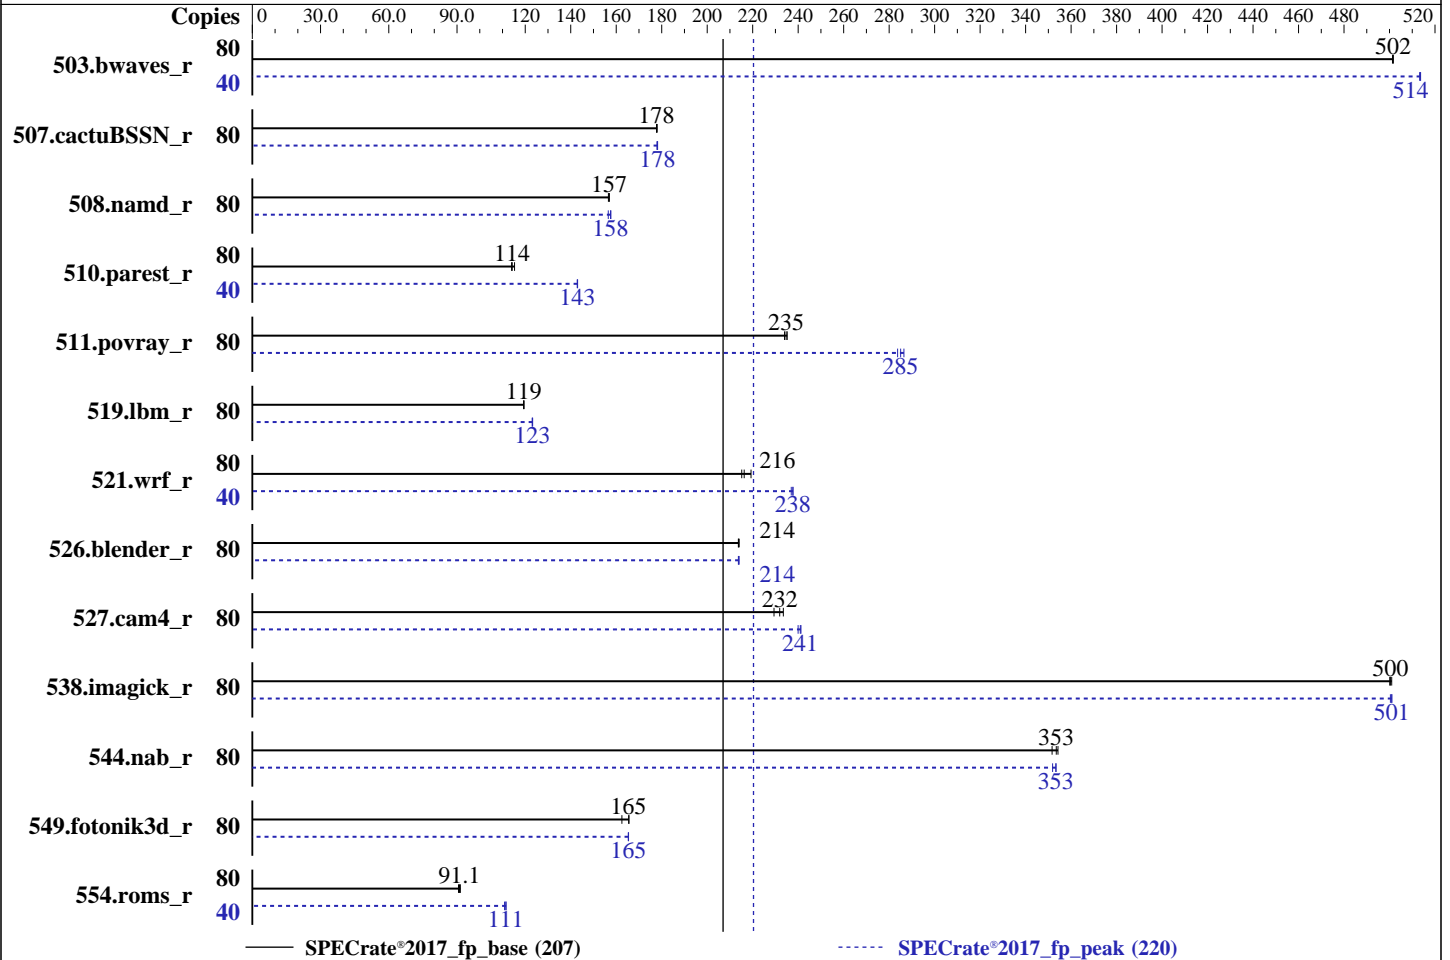 Copies 0 30.0 60.0 90.0 120 140 160 180 200 220 240 260 280 300 320 340 360 380 400 420 440 460 480 520
503.bwaves_r 80 502
40 514
507.cactuBSSN_r 80 178
178
508.namd_r 80 157
158
510.parest_r 80 114
40 143
511.povray_r 80 235
285
519.lbm_r 80 119
123
521.wrf_r 80 216
40 238
526.blender_r 80 214
214
527.cam4_r 80 232
241
538.imagick_r 80 500
501
544.nab_r 80 353
353
549.fotonik3d_r 80 165
165
554.roms_r 80 91.1
40 111
SPECrate®2017_fp_base (207) SPECrate®2017_fp_peak (220)